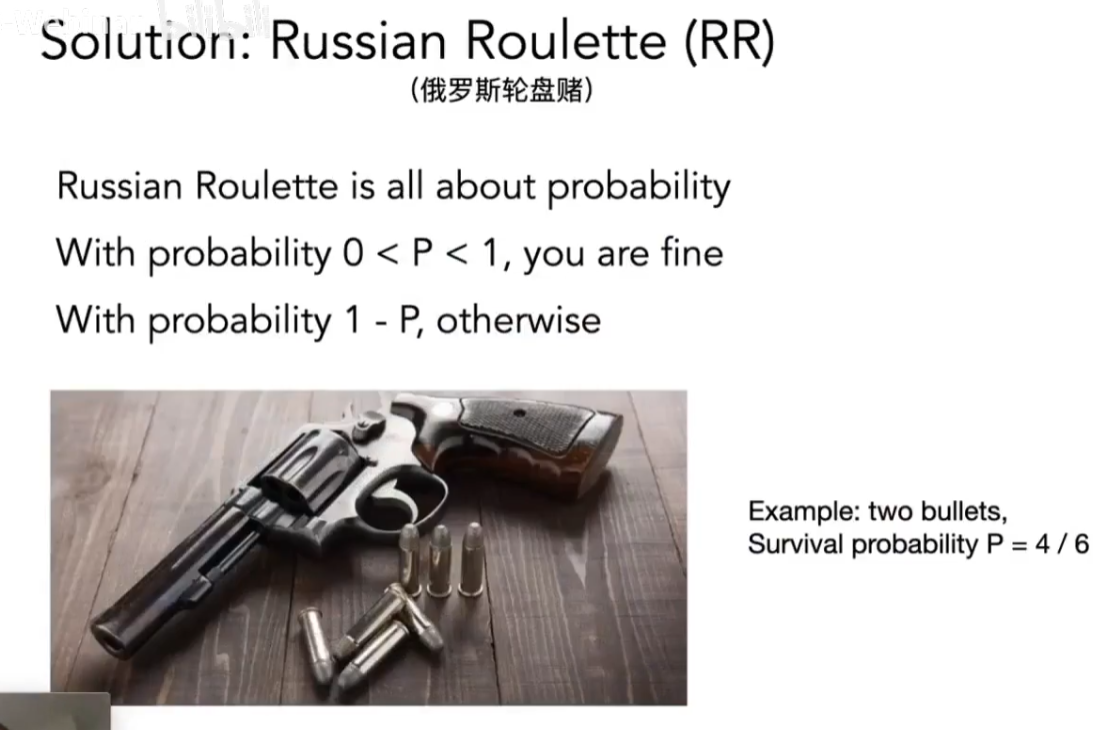 Solution: Russian Roulette (RR)
(俄罗斯轮盘赌)
Russian Roulette is all about probability
With probability 0 < P < 1, you are fine
With probability 1 - P, otherwise
Example: two bullets,
Survival probability P = 4 / 6